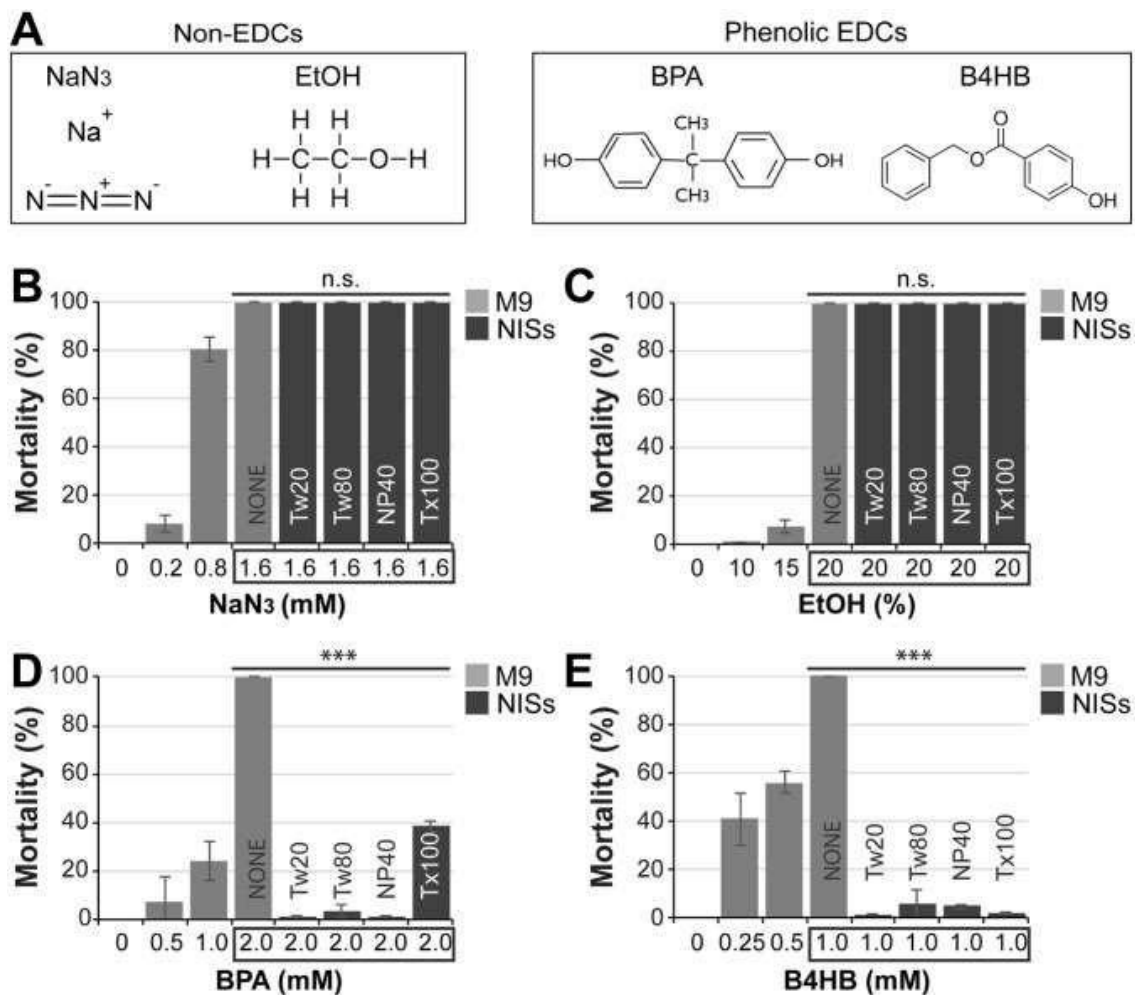 A
Non-EDCs
Phenolic EDCs
NaN3
EtOH
BPA
B4HB
Na+
N-=N+=N-
H H
H-C-C-O-H
H H
HO CH3 C CH3 OH
O
O
OH
B
n.s.
M9
NISs
Mortality (%)
100
80
60
40
20
0
NONE
Tw20
Tw80
NP40
Tx100
0 0.2 0.8 1.6 1.6 1.6 1.6 1.6
NaN3 (mM)
C
n.s.
M9
NISs
Mortality (%)
100
80
60
40
20
0
NONE
Tw20
Tw80
NP40
Tx100
0 10 15 20 20 20 20 20
EtOH (%)
D
***
M9
NISs
Mortality (%)
100
80
60
40
20
0
NONE
Tw20
Tw80
NP40
Tx100
0 0.5 1.0 2.0 2.0 2.0 2.0 2.0
BPA (mM)
E
***
M9
NISs
Mortality (%)
100
80
60
40
20
0
NONE
Tw20
Tw80
NP40
Tx100
0 0.25 0.5 1.0 1.0 1.0 1.0 1.0
B4HB (mM)